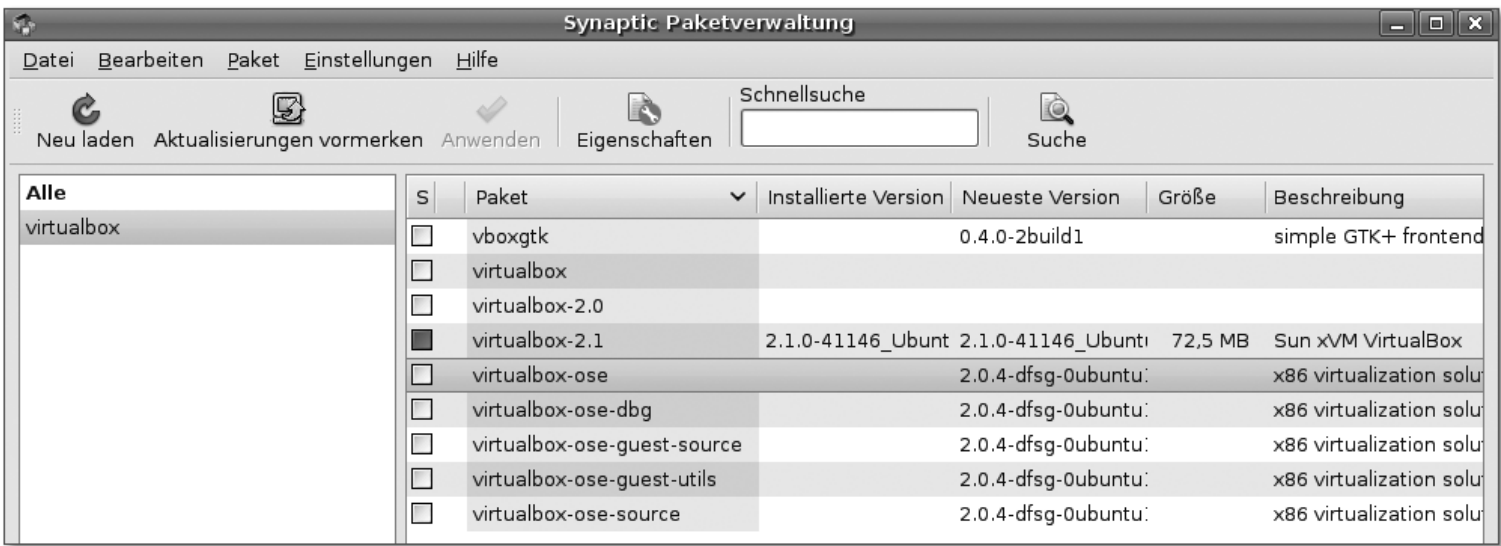 Synaptic Paketverwaltung
Datei Bearbeiten Paket Einstellungen Hilfe
Neu laden Aktualisierungen vormerken Anwenden Eigenschaften Schnellsuche Suche
Alle
virtualbox
S Paket Installierte Version Neueste Version Größe Beschreibung
vboxgtk 0.4.0-2build1 simple GTK+ frontend
virtualbox
virtualbox-2.0
virtualbox-2.1 2.1.0-41146_Ubunt 2.1.0-41146_Ubuntu 72,5 MB Sun xVM VirtualBox
virtualbox-ose 2.0.4-dfsg-0ubuntu x86 virtualization solu
virtualbox-ose-dbg 2.0.4-dfsg-0ubuntu x86 virtualization solu
virtualbox-ose-guest-source 2.0.4-dfsg-0ubuntu x86 virtualization solu
virtualbox-ose-guest-utils 2.0.4-dfsg-0ubuntu x86 virtualization solu
virtualbox-ose-source 2.0.4-dfsg-0ubuntu x86 virtualization solu